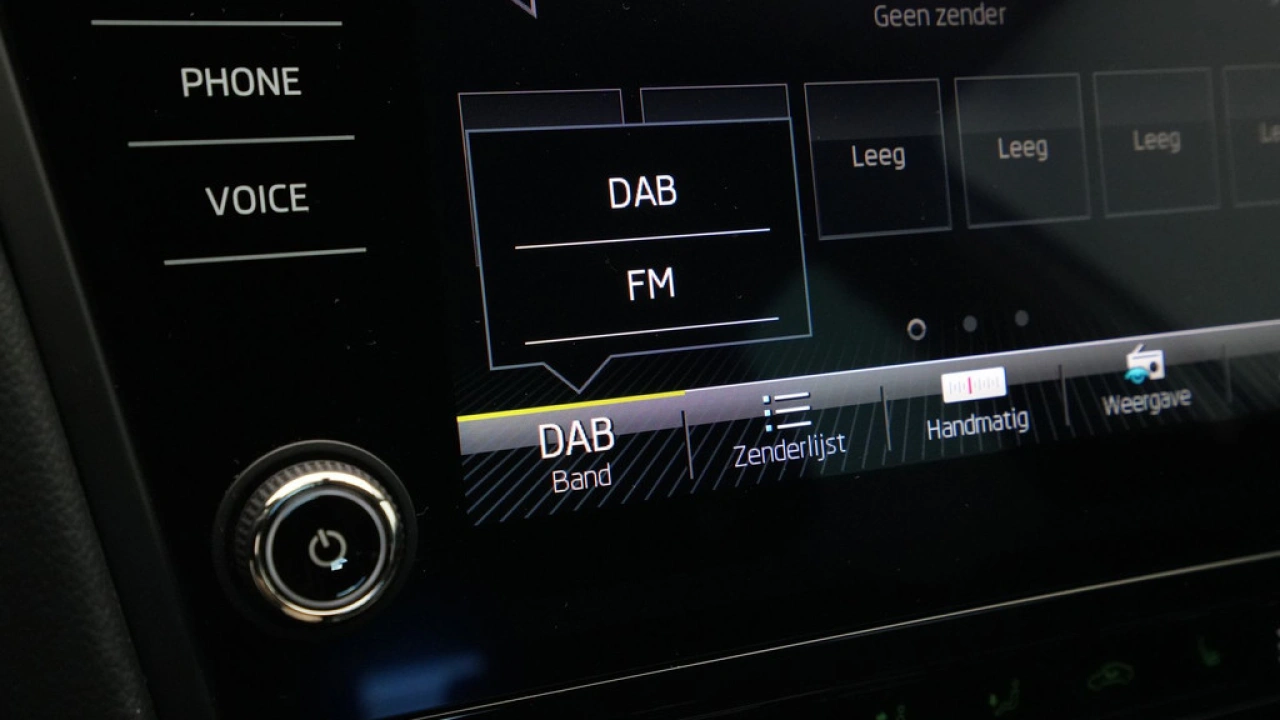 Geen zender
PHONE
VOICE
DAB
FM
Leeg
Leeg
Leeg
DAB
Band
Zenderlijst
Handmatig
Weergave